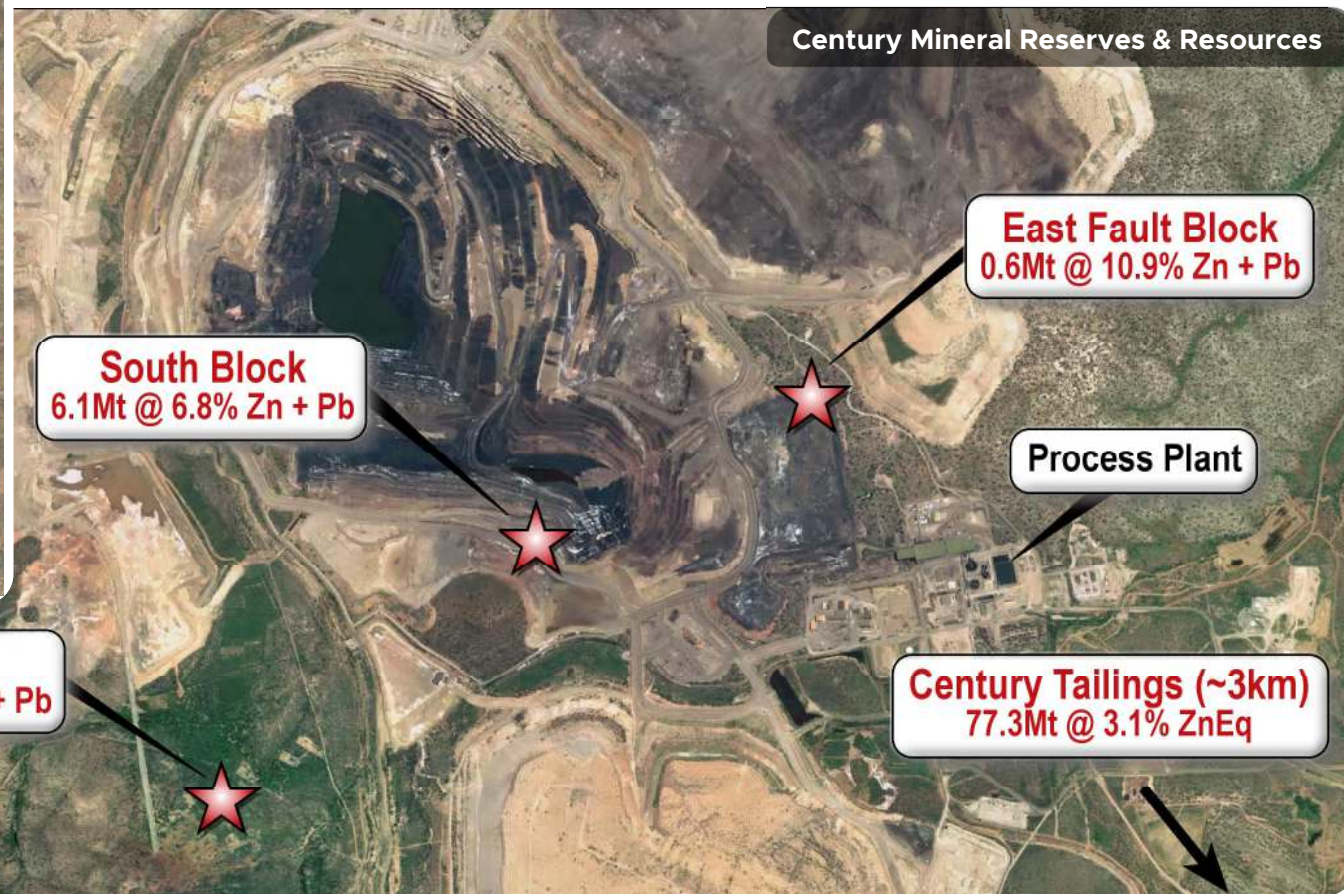 Century Mineral Reserves & Resources
East Fault Block
0.6Mt @ 10.9% Zn + Pb
South Block
6.1Mt @ 6.8% Zn + Pb
Process Plant
+ Pb
Century Tailings (~3km)
77.3Mt @ 3.1% ZnEq